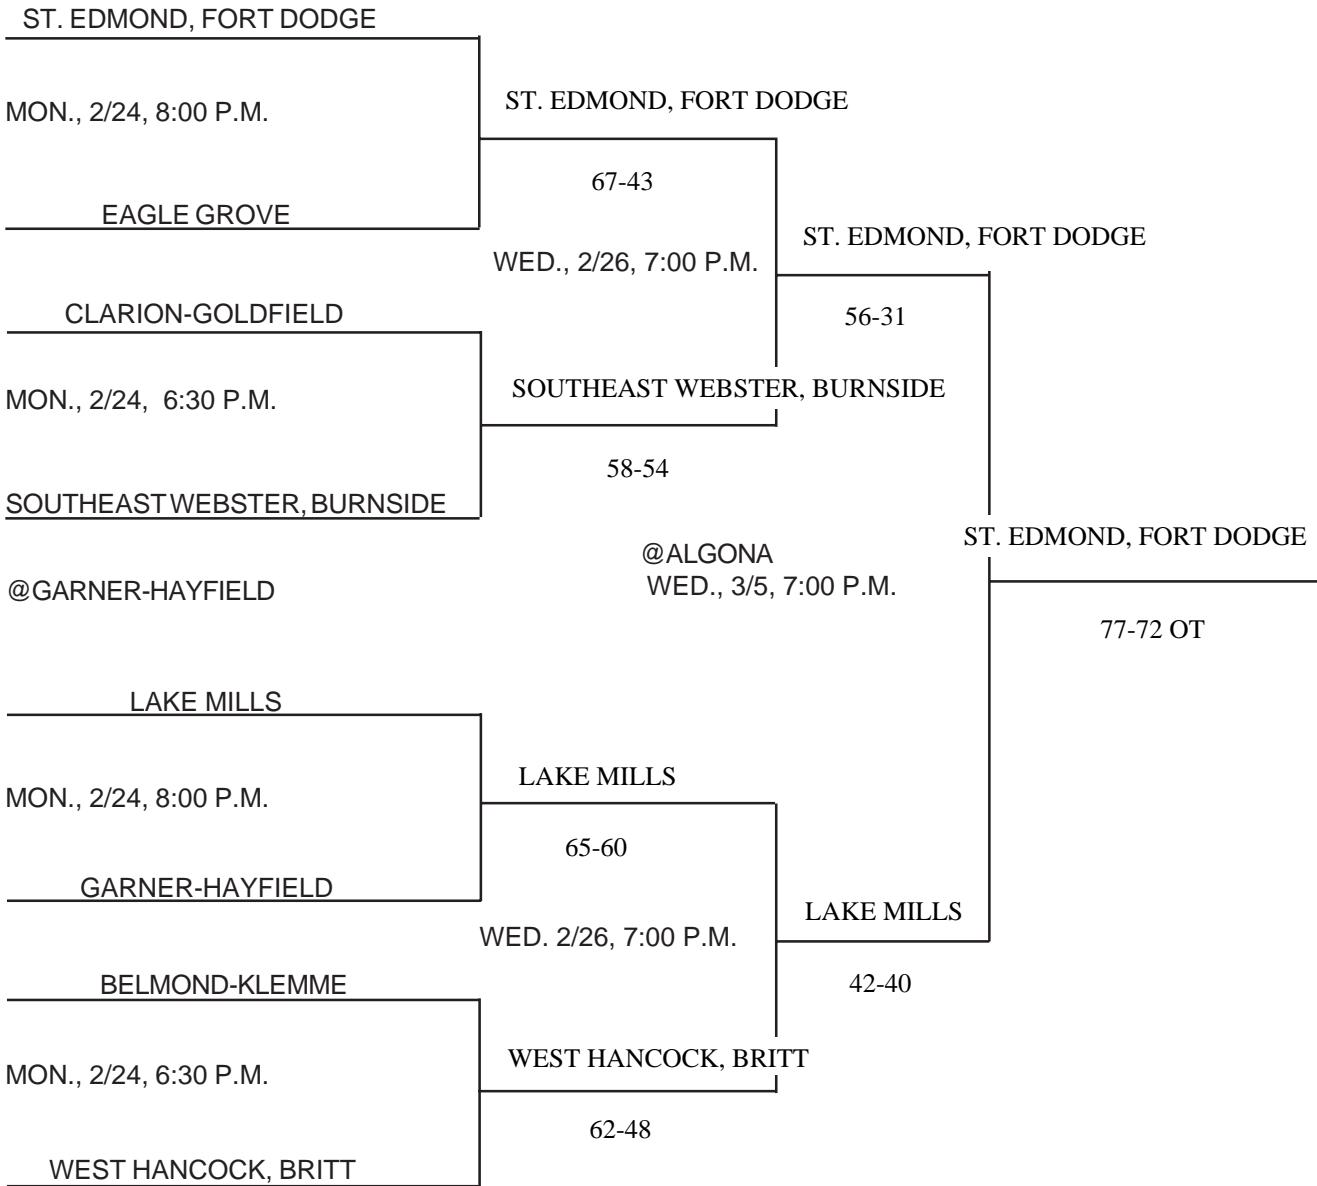 ST. EDMOND, FORT DODGE
MON., 2/24, 8:00 P.M.
ST. EDMOND, FORT DODGE
67-43
EAGLE GROVE
WED., 2/26, 7:00 P.M.
ST. EDMOND, FORT DODGE
56-31
CLARION-GOLDFIELD
MON., 2/24, 6:30 P.M.
SOUTHEAST WEBSTER, BURNSIDE
58-54
SOUTHEAST WEBSTER, BURNSIDE
@GARNER-HAYFIELD
@ALGONA
WED., 3/5, 7:00 P.M.
ST. EDMOND, FORT DODGE
77-72 OT
LAKE MILLS
MON., 2/24, 8:00 P.M.
LAKE MILLS
65-60
GARNER-HAYFIELD
WED. 2/26, 7:00 P.M.
LAKE MILLS
42-40
BELMOND-KLEMME
MON., 2/24, 6:30 P.M.
WEST HANCOCK, BRITT
62-48
WEST HANCOCK, BRITT